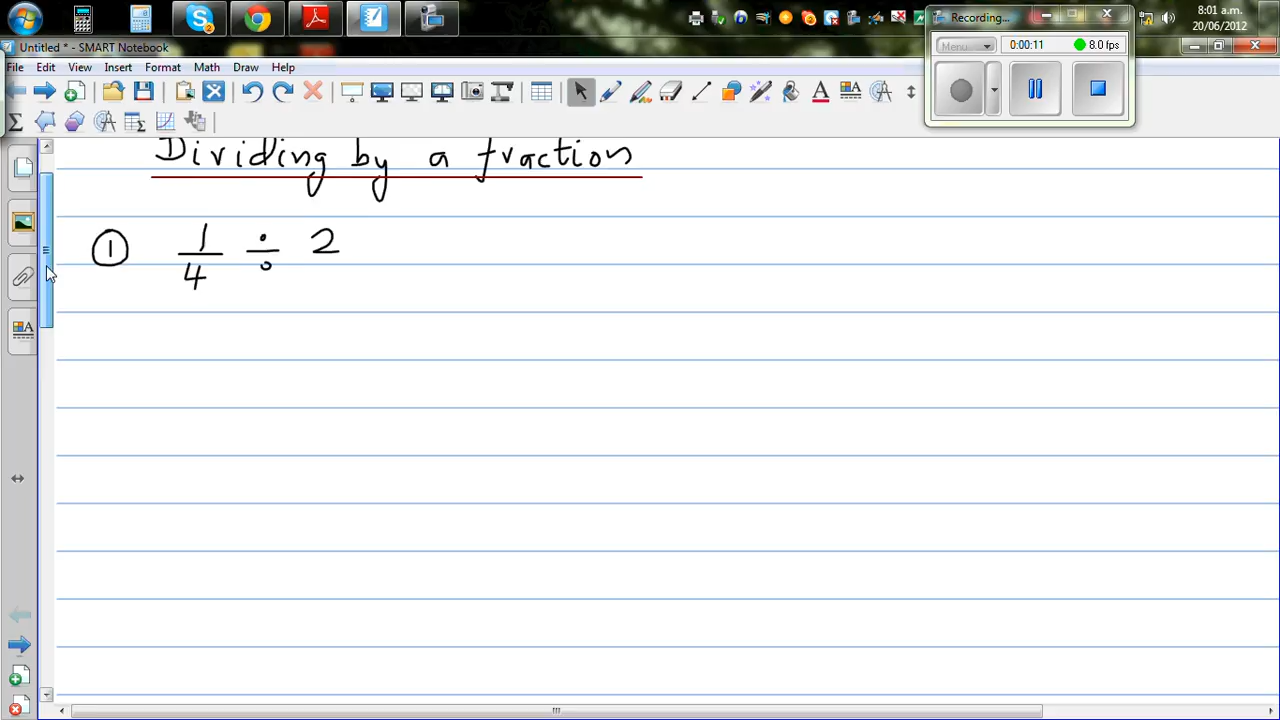 8:01 a.m.
20/06/2012
Recording...
Menu
0:00:11
8.0 fps
Untitled * - SMART Notebook
File Edit View Insert Format Math Draw Help
Dividing by a fraction
① 1/4 ÷ 2